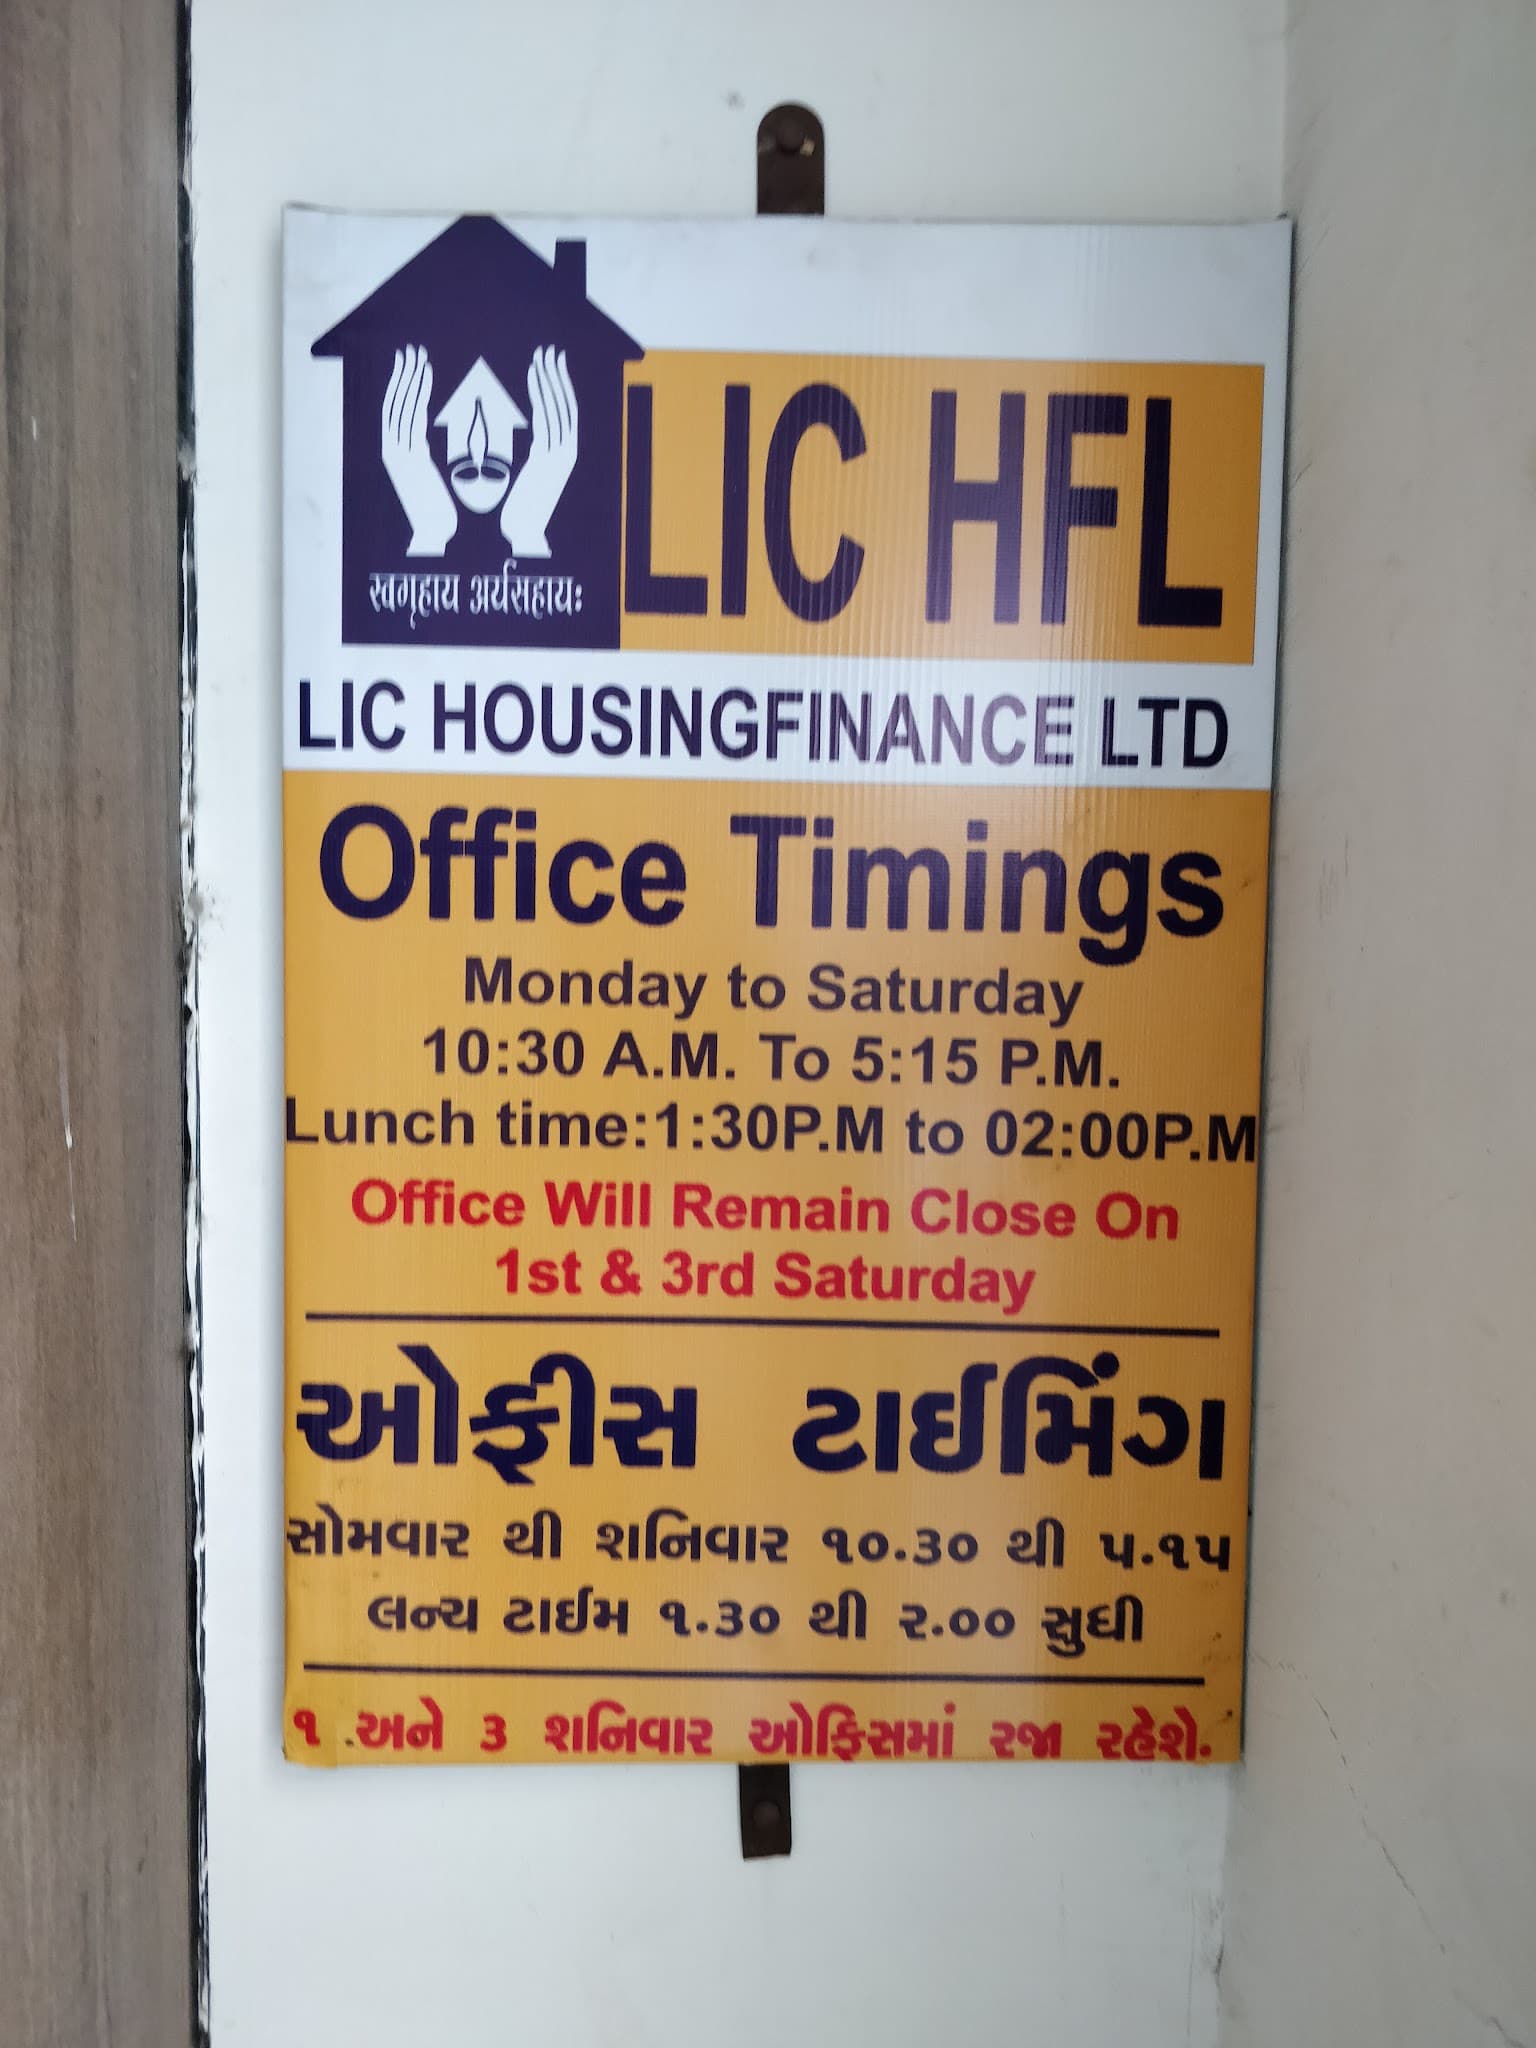 LIC HFL
स्वगृहाय अर्यसहायः
LIC HOUSINGFINANCE LTD
Office Timings
Monday to Saturday
10:30 A.M. To 5:15 P.M.
Lunch time:1:30P.M to 02:00P.M
Office Will Remain Close On
1st & 3rd Saturday
ઓફીસ ટાઈમિંગ
સોમવાર થી શનિવાર ૧૦.૩૦ થી ૫.૧૫
લન્ચ ટાઈમ ૧.૩૦ થી ૨.૦૦ સુધી
૧ .અને ૩ શનિવાર ઓફિસમાં રજા રહેશે.